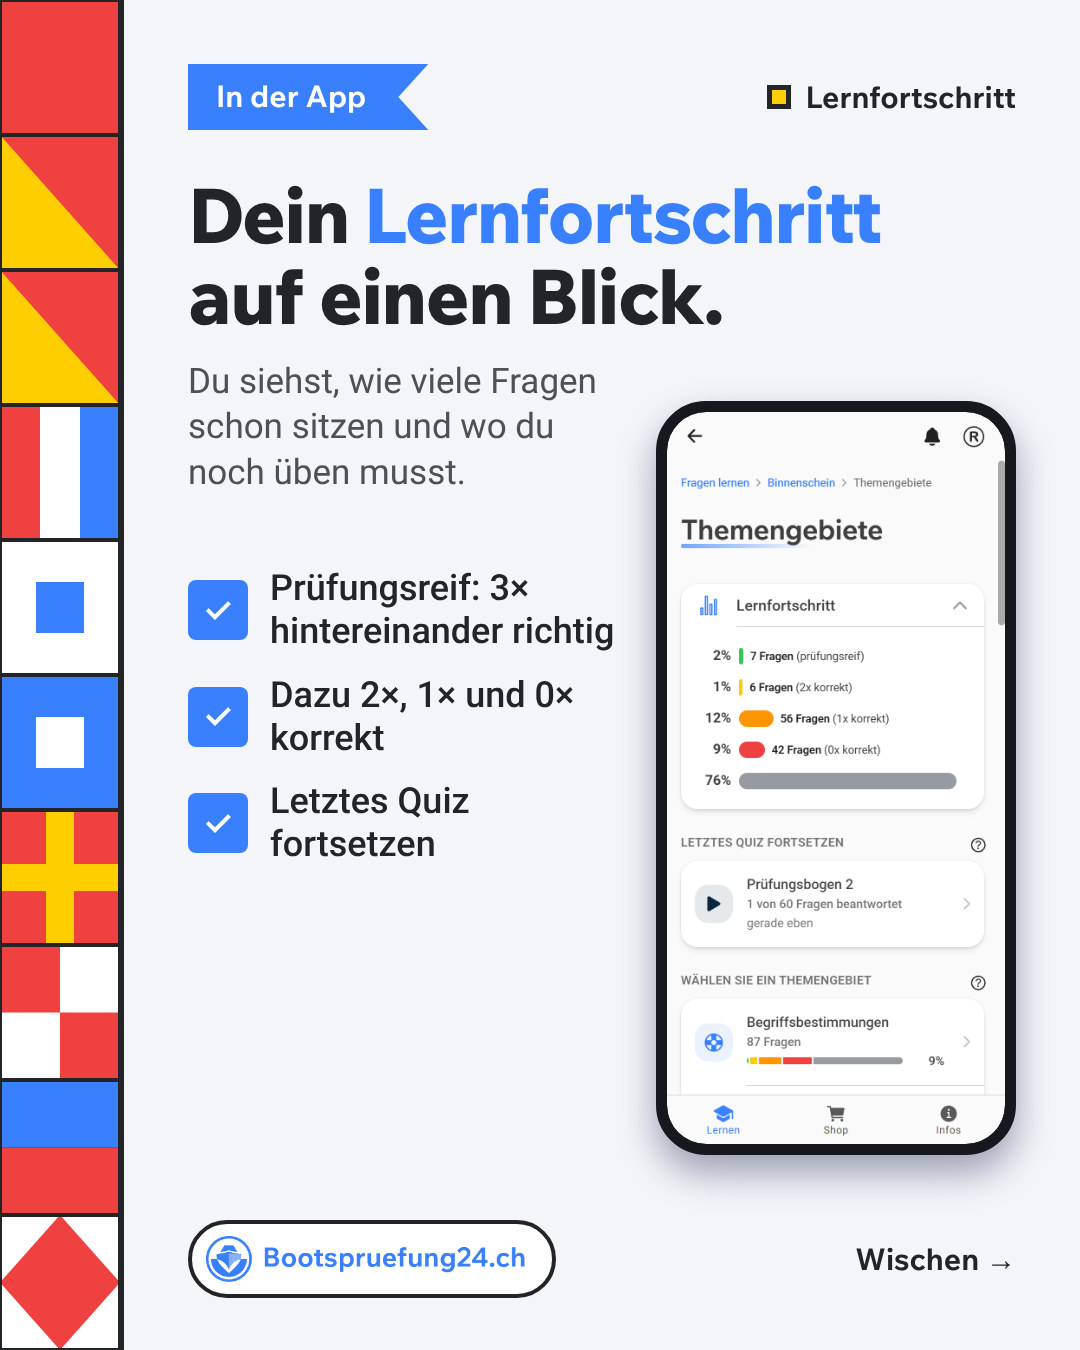 In der App
Lernfortschritt
Dein Lernfortschritt
auf einen Blick.
Du siehst, wie viele Fragen
schon sitzen und wo du
noch üben musst.
Prüfungsreif: 3×
hintereinander richtig
Dazu 2×, 1× und 0×
korrekt
Letztes Quiz
fortsetzen
R
Fragen lernen > Binnenschein > Themengebiete
Themengebiete
Lernfortschritt
2% 7 Fragen (prüfungsreif)
1% 6 Fragen (2x korrekt)
12% 56 Fragen (1x korrekt)
9% 42 Fragen (0x korrekt)
76%
LETZTES QUIZ FORTSETZEN
Prüfungsbogen 2
1 von 60 Fragen beantwortet
gerade eben
WÄHLEN SIE EIN THEMENGEBIET
Begriffsbestimmungen
87 Fragen
9%
Lernen
Shop
Infos
Bootspruefung24.ch
Wischen →